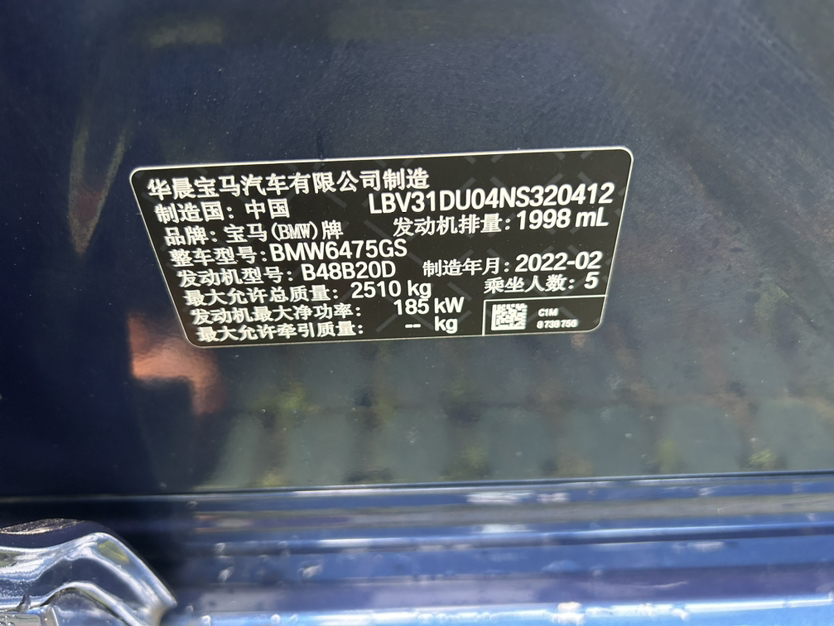 华晨宝马汽车有限公司制造
制造国: 中国 LBV31DU04NS320412
品牌: 宝马(BMW)牌 发动机排量: 1998 mL
整车型号: BMW6475GS
发动机型号: B48B20D 制造年月: 2022-02
最大允许总质量: 2510 kg 乘坐人数: 5
发动机最大净功率: 185 kW
最大允许牵引质量: -- kg
C1M